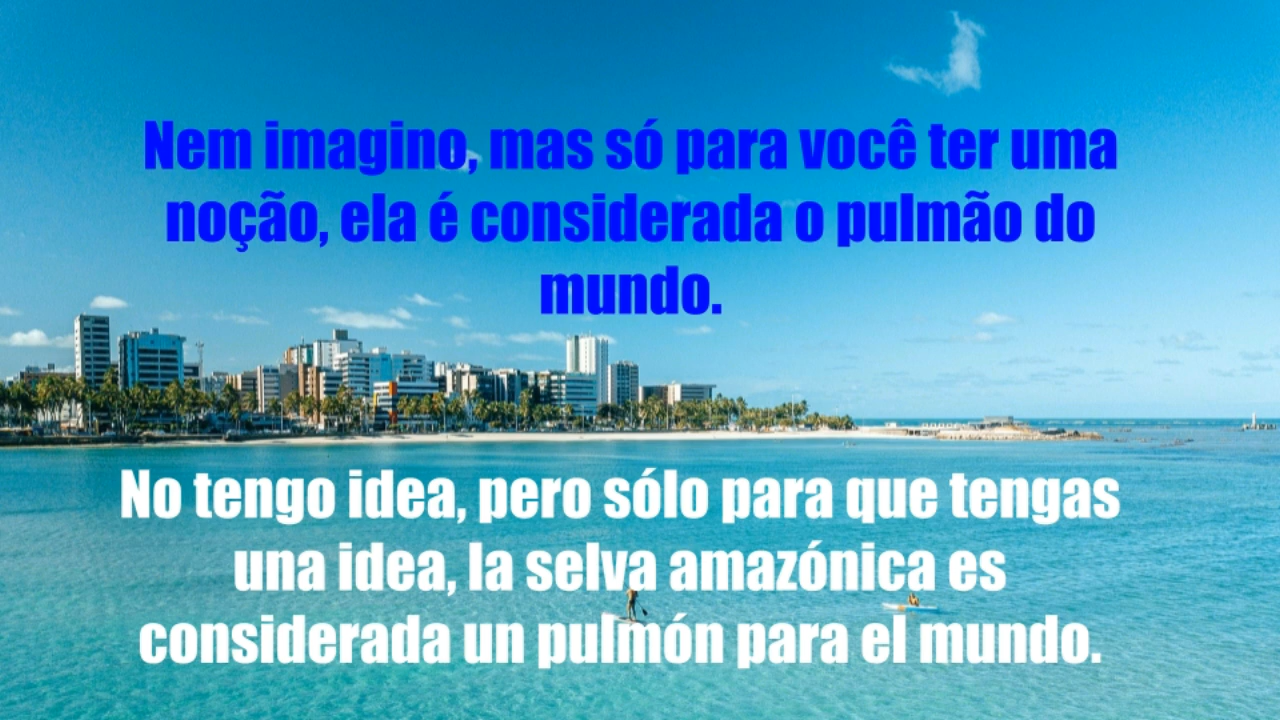 Nem imagino, mas só para você ter uma
noção, ela é considerada o pulmão do
mundo.
No tengo idea, pero sólo para que tengas
una idea, la selva amazónica es
considerada un pulmón para el mundo.